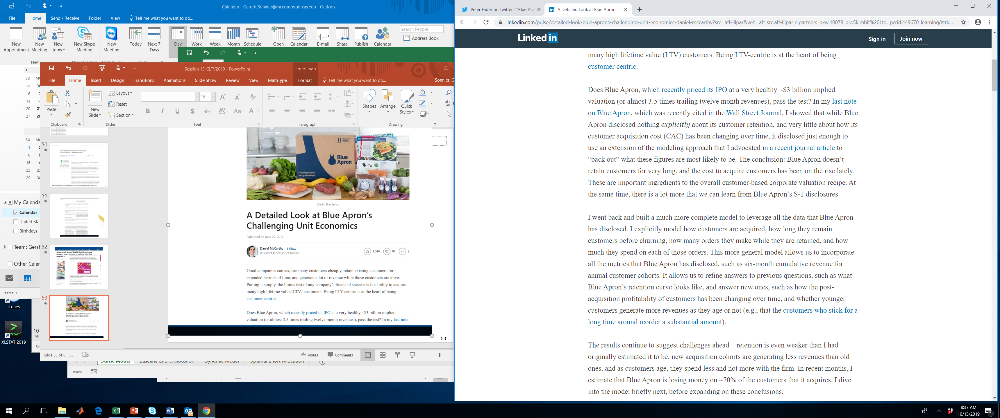 Calendar - Garrett.Sonnier@mccombs.utexas.edu - Outlook
File Home Send / Receive Folder View Tell me what you want to do...
New Appointment
New Meeting
New Items
New Skype Meeting
New Meeting
Today
Next 7 Days
Day Work Week Month Schedule
Open Calendar
E-mail Share Publish Calendar
Search People
Address Book
New
SU
29
6
13 14
20
27
SU
1
8
15
22
29
My Calenda
Calendar
United Sta
Birthdays
Team: Gersh
Other Caler
Items: 1
iTunes
XLSTAT 2019
10
Session 13-CLTV2019 - PowerPoint
Picture Tools
File Home Insert Design Transitions Animations Slide Show Review View MathType Format Tell me what you want to do...
Sonnier, G
Paste
New Slide
Layout
Reset
Section
16
Shapes Arrange Quick Styles
Clipboard Slides Font Paragraph Drawing
50
51
52
A new study shows Wayfair is losing money
53
Blue Apron
Fresh ingredients
and great recipes
Credit: Blue Apron
A Detailed Look at Blue Apron's
Challenging Unit Economics
Published on June 27, 2017
Daniel McCarthy Follow
Assistant Professor of Marketi...
1,046 87 2
Good companies can acquire many customers cheaply, retain existing customers for
extended periods of time, and generate a lot of revenue while those customers are alive.
Putting it simply, the litmus test of any company's financial success is the ability to acquire
many high lifetime value (LTV) customers. Being LTV-centric is at the heart of being
customer centric.
Does Blue Apron, which recently priced its IPO at a very healthy ~$3 billion implied
valuation (or almost 3.5 times trailing twelve month revenues), pass the test? In my last note
53
Slide 53 of 0 .. 53
Notes Comments
Static Model Baseline Effort Allocation Dynamic Model Optimal Effort Allocation
Ready
Peter Fader on Twitter: ""Blue Ap
A Detailed Look at Blue Apron's
linkedin.com/pulse/detailed-look-blue-aprons-challenging-unit-economics-daniel-mccarthy?src=aff-lilpar&veh=aff_src.aff-lilpar_c.partners_pkw.10078_plc.Skimbit%20Ltd._pcrid.449670_learning&trk...
Linked in
Sign in
Join now
many high lifetime value (LTV) customers. Being LTV-centric is at the heart of being
customer centric.
Does Blue Apron, which recently priced its IPO at a very healthy ~$3 billion implied
valuation (or almost 3.5 times trailing twelve month revenues), pass the test? In my last note
on Blue Apron, which was recently cited in the Wall Street Journal, I showed that while Blue
Apron disclosed nothing explicitly about its customer retention, and very little about how its
customer acquisition cost (CAC) has been changing over time, it disclosed just enough to
use an extension of the modeling approach that I advocated in a recent journal article to
“back out” what these figures are most likely to be. The conclusion: Blue Apron doesn’t
retain customers for very long, and the cost to acquire customers has been on the rise lately.
These are important ingredients to the overall customer-based corporate valuation recipe. At
the same time, there is a lot more that we can learn from Blue Apron’s S-1 disclosures.
I went back and built a much more complete model to leverage all the data that Blue Apron
has disclosed. I explicitly model how customers are acquired, how long they remain
customers before churning, how many orders they make while they are retained, and how
much they spend on each of those orders. This more general model allows us to incorporate
all the metrics that Blue Apron has disclosed, such as six-month cumulative revenue for
annual customer cohorts. It allows us to refine answers to previous questions, such as what
Blue Apron’s retention curve looks like, and answer new ones, such as how the post-
acquisition profitability of customers has been changing over time, and whether younger
customers generate more revenues as they age or not (e.g., that the customers who stick for a
long time around reorder a substantial amount).
The results continue to suggest challenges ahead – retention is even weaker than I had
originally estimated it to be, new acquisition cohorts are generating less revenues than old
ones, and as customers age, they spend less and not more with the firm. In recent months, I
estimate that Blue Apron is losing money on ~70% of the customers that it acquires. I dive
into the model briefly next, before expanding on these conclusions.
8:37 AM
10/15/2019